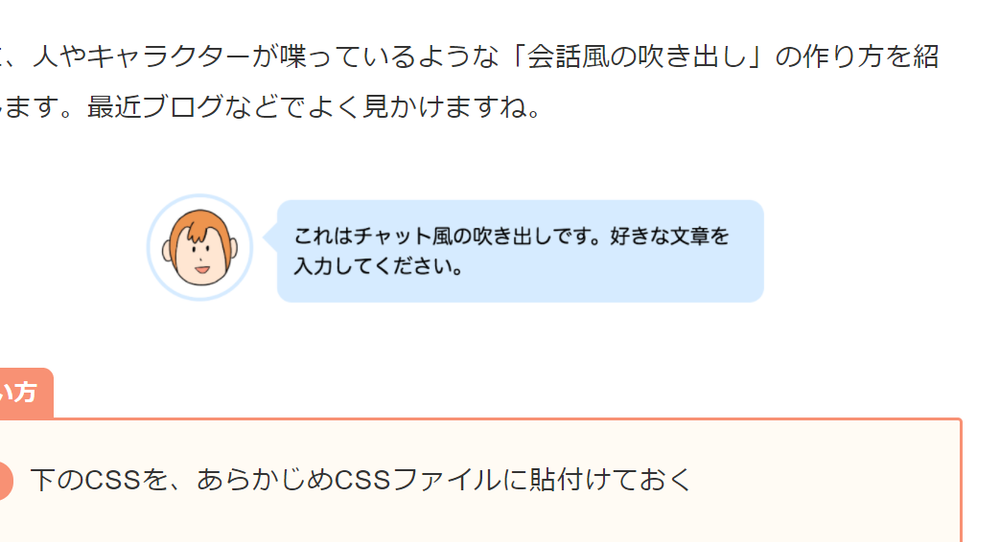 、人やキャラクターが喋っているような「会話風の吹き出し」の作り方を紹
ます。最近ブログなどでよく見かけますね。
これはチャット風の吹き出しです。好きな文章を
入力してください。
い方
下のCSSを、あらかじめCSSファイルに貼付けておく